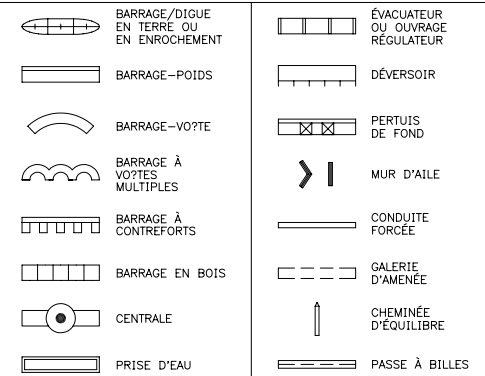 BARRAGE/DIGUE
EN TERRE OU
EN ENROCHEMENT
BARRAGE-POIDS
BARRAGE-VO?TE
BARRAGE À
VO?TES
MULTIPLES
BARRAGE À
CONTREFORTS
BARRAGE EN BOIS
CENTRALE
PRISE D'EAU
ÉVACUATEUR
OU OUVRAGE
RÉGULATEUR
DÉVERSOIR
PERTUIS
DE FOND
MUR D'AILE
CONDUITE
FORCÉE
GALERIE
D'AMENÉE
CHEMINÉE
D'ÉQUILIBRE
PASSE À BILLES